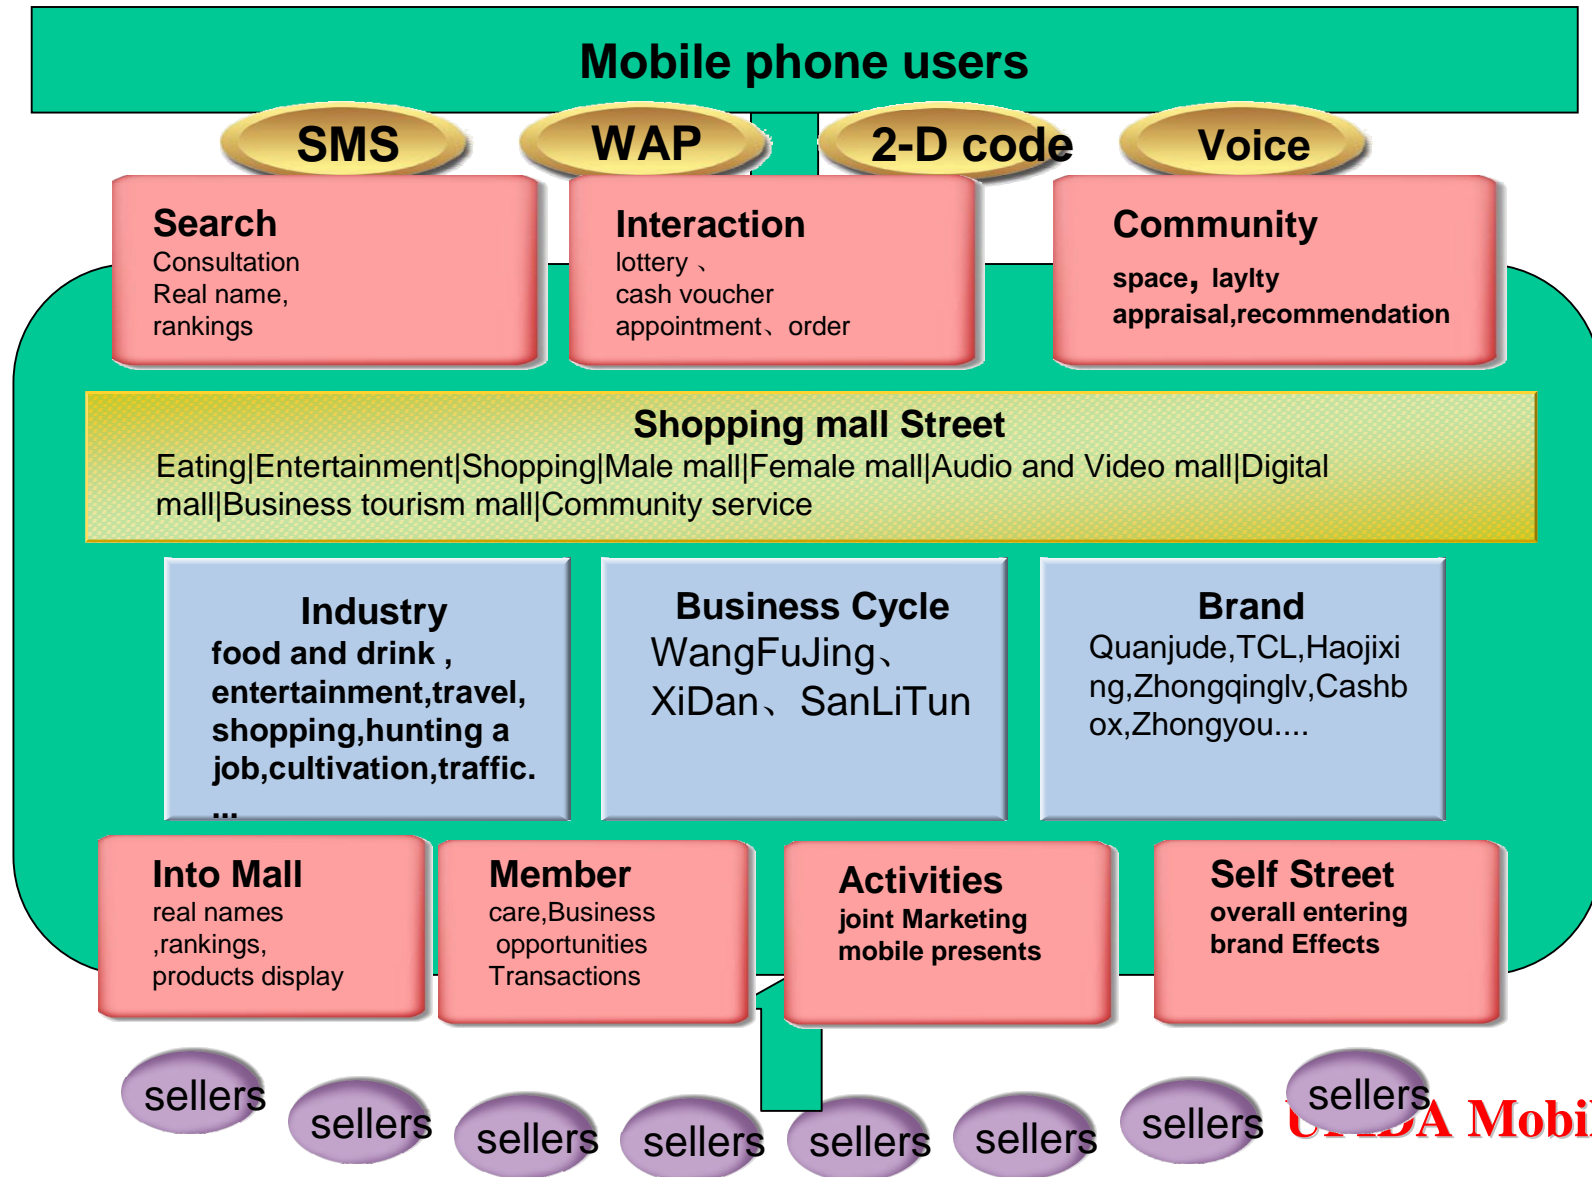 Mobile phone users
SMS
WAP
2-D code
Voice
Search
Consultation
Real name,
rankings
Interaction
lottery 、
cash voucher
appointment、order
Community
space, laylty
appraisal,recommendation
Shopping mall Street
Eating|Entertainment|Shopping|Male mall|Female mall|Audio and Video mall|Digital
mall|Business tourism mall|Community service
Industry
food and drink ,
entertainment,travel,
shopping,hunting a
job,cultivation,traffic.
...
Business Cycle
WangFuJing、
XiDan、SanLiTun
Brand
Quanjude,TCL,Haojixi
ng,Zhongqinglv,Cashb
ox,Zhongyou....
Into Mall
real names
,rankings,
products display
Member
care,Business
opportunities
Transactions
Activities
joint Marketing
mobile presents
Self Street
overall entering
brand Effects
sellers
sellers
sellers
sellers
sellers
sellers
sellers
sellers